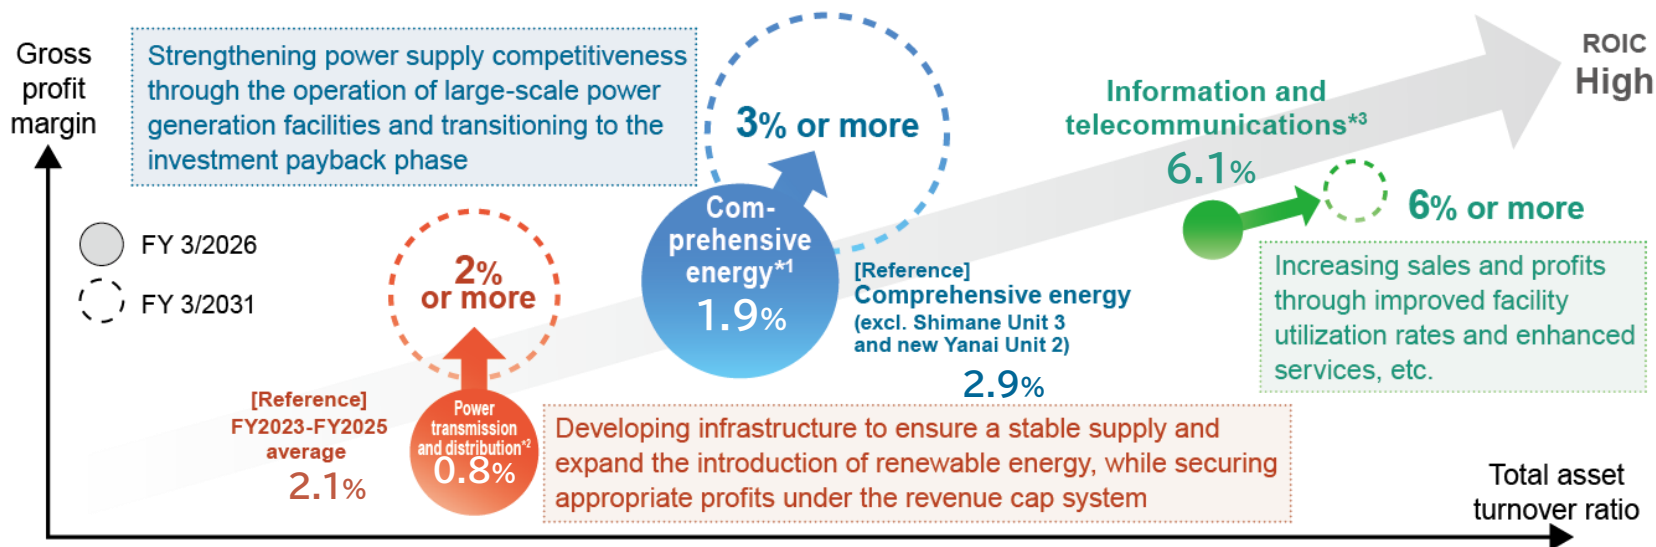 Gross
profit
margin
Strengthening power supply competitiveness
through the operation of large-scale power
generation facilities and transitioning to the
investment payback phase
FY 3/2026
FY 3/2031
2%
or more
[Reference]
FY2023-FY2025
average
2.1%
Power
transmission
and distribution*2
0.8%
Developing infrastructure to ensure a stable supply and
expand the introduction of renewable energy, while securing
appropriate profits under the revenue cap system
3% or more
Com-
prehensive
energy*1
1.9%
[Reference]
Comprehensive energy
(excl. Shimane Unit 3
and new Yanai Unit 2)
2.9%
Information and
telecommunications*3
6.1%
6% or more
Increasing sales and profits
through improved facility
utilization rates and enhanced
services, etc.
ROIC
High
Total asset
turnover ratio